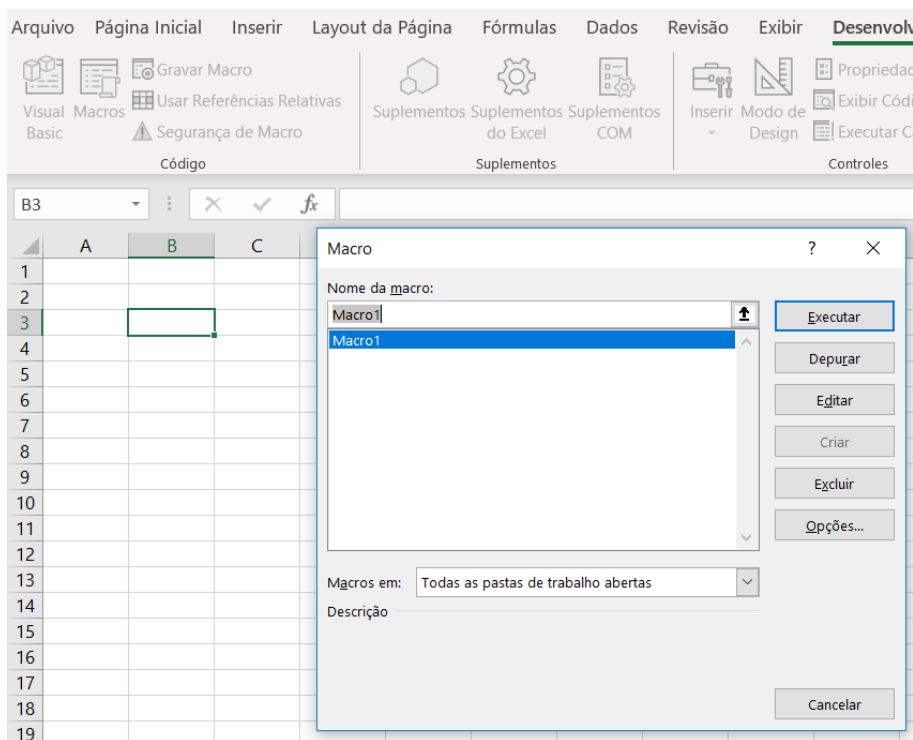 Arquivo Página Inicial Inserir Layout da Página Fórmulas Dados Revisão Exibir Desenvolv
Visual Basic
Macros
Gravar Macro
Usar Referências Relativas
Segurança de Macro
Código
Suplementos
Suplementos do Excel
Suplementos COM
Suplementos
Inserir
Modo de Design
Propriedad
Exibir Códi
Executar C
Controles
B3
fx
A B C
1
2
3
4
5
6
7
8
9
10
11
12
13
14
15
16
17
18
19
Macro ?
Nome da macro:
Macro1
Macro1
Executar
Depurar
Editar
Criar
Excluir
Opções...
Macros em: Todas as pastas de trabalho abertas
Descrição
Cancelar